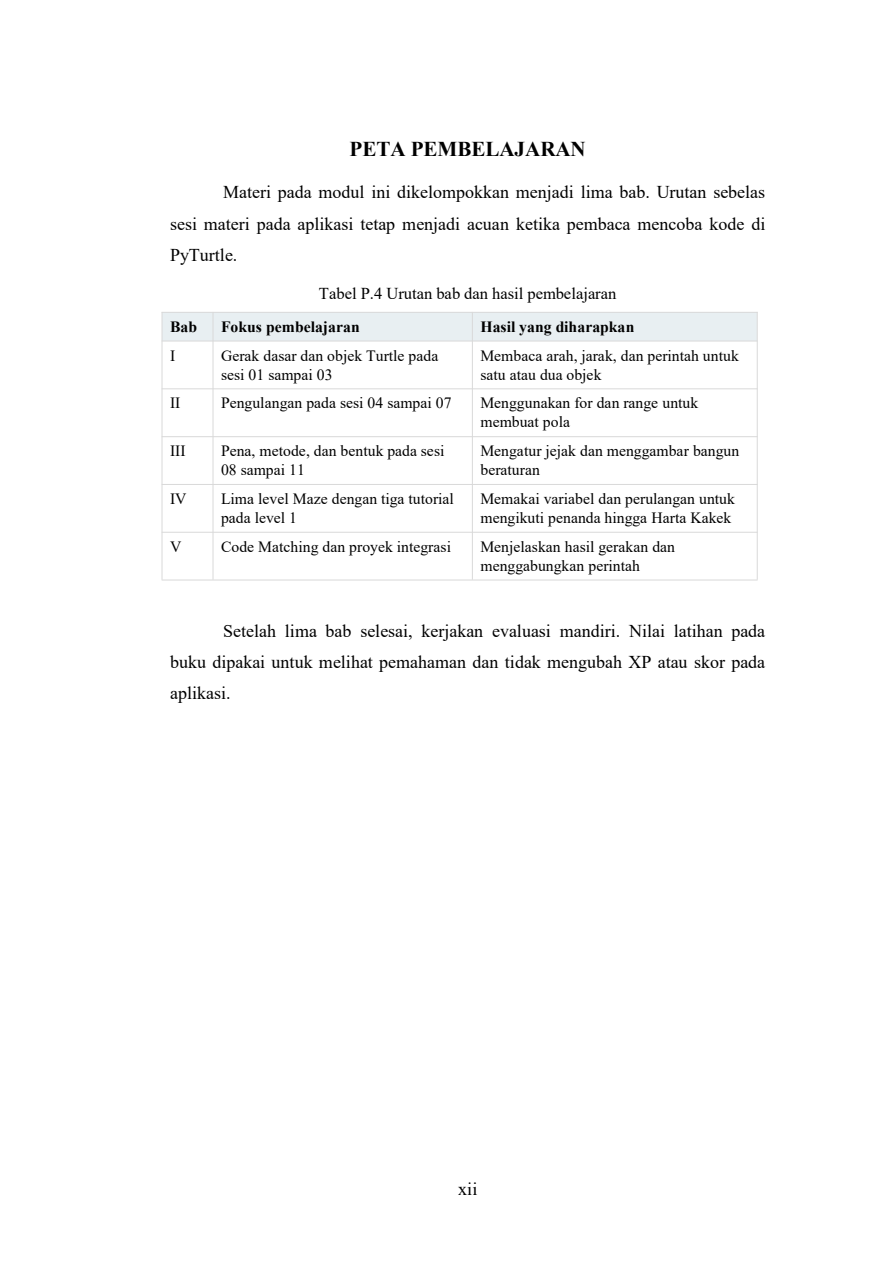 PETA PEMBELAJARAN
Materi pada modul ini dikelompokkan menjadi lima bab. Urutan sebelas
sesi materi pada aplikasi tetap menjadi acuan ketika pembaca mencoba kode di
PyTurtle.
Tabel P.4 Urutan bab dan hasil pembelajaran
Bab Fokus pembelajaran Hasil yang diharapkan
I Gerak dasar dan objek Turtle pada Membaca arah, jarak, dan perintah untuk
sesi 01 sampai 03 satu atau dua objek
II Pengulangan pada sesi 04 sampai 07 Menggunakan for dan range untuk
membuat pola
III Pena, metode, dan bentuk pada sesi Mengatur jejak dan menggambar bangun
08 sampai 11 beraturan
IV Lima level Maze dengan tiga tutorial Memakai variabel dan perulangan untuk
pada level 1 mengikuti penanda hingga Harta Kakek
V Code Matching dan proyek integrasi Menjelaskan hasil gerakan dan
menggabungkan perintah
Setelah lima bab selesai, kerjakan evaluasi mandiri. Nilai latihan pada
buku dipakai untuk melihat pemahaman dan tidak mengubah XP atau skor pada
aplikasi.
xii